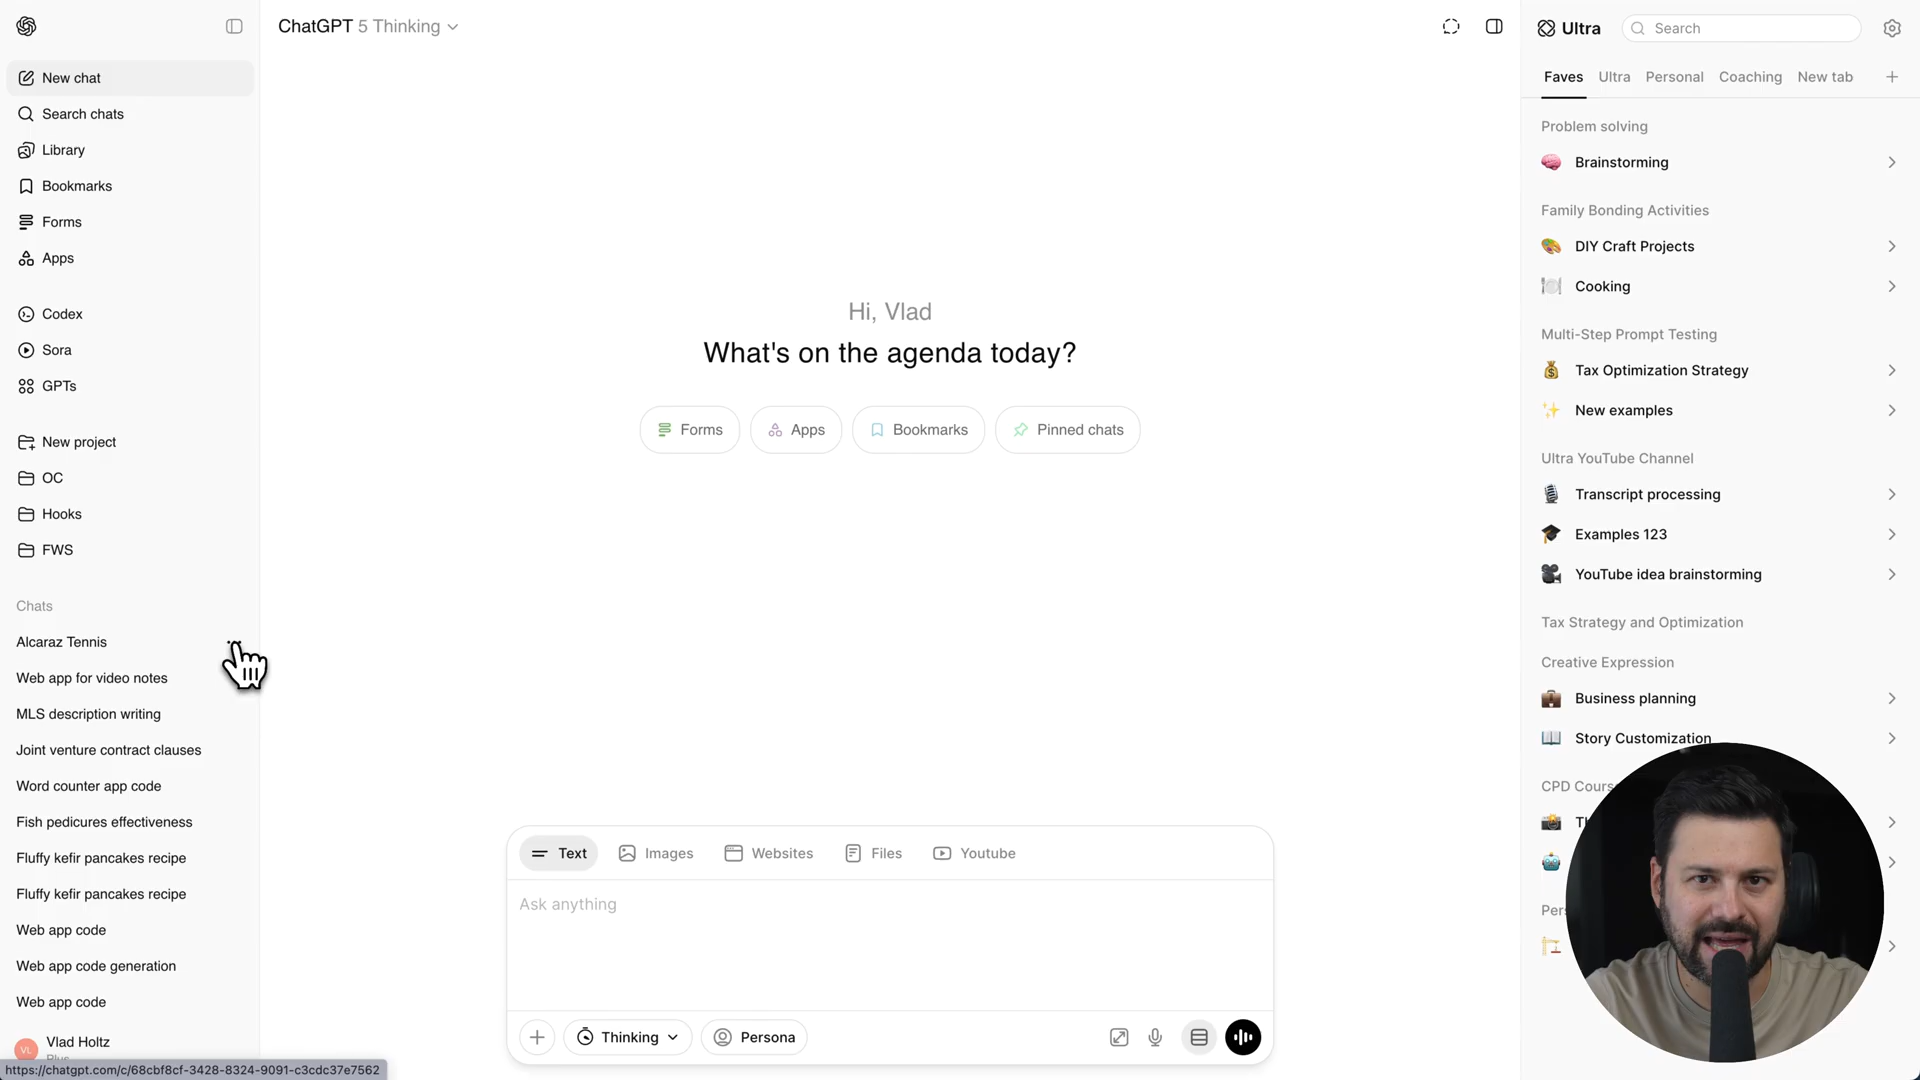 New chat
Search chats
Library
Bookmarks
Forms
Apps
Codex
Sora
GPTs
New project
OC
Hooks
FWS
Chats
Alcaraz Tennis
Web app for video notes
MLS description writing
Joint venture contract clauses
Word counter app code
Fish pedicures effectiveness
Fluffy kefir pancakes recipe
Fluffy kefir pancakes recipe
Web app code
Web app code generation
Web app code
VL
Vlad Holtz
Plus
https://chatgpt.com/c/68cbf8cf-3428-8324-9091-c3cdc37e7562
ChatGPT 5 Thinking
Hi, Vlad
What's on the agenda today?
Forms Apps Bookmarks Pinned chats
Text Images Websites Files Youtube
Ask anything
Thinking Persona
Ultra Search
Faves Ultra Personal Coaching New tab
Problem solving
Brainstorming
Family Bonding Activities
DIY Craft Projects
Cooking
Multi-Step Prompt Testing
Tax Optimization Strategy
New examples
Ultra YouTube Channel
Transcript processing
Examples 123
YouTube idea brainstorming
Tax Strategy and Optimization
Creative Expression
Business planning
Story Customization
CPD